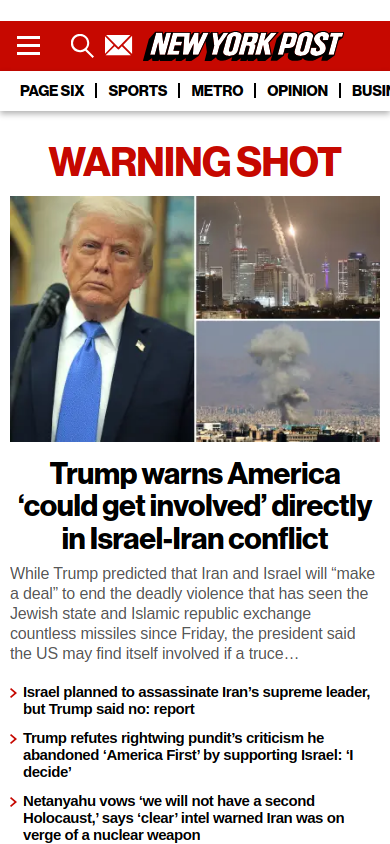 NEW YORK POST
PAGE SIX
SPORTS
METRO
OPINION
BUSIN
WARNING SHOT
Trump warns America
‘could get involved’ directly
in Israel-Iran conflict
While Trump predicted that Iran and Israel will “make
a deal” to end the deadly violence that has seen the
Jewish state and Islamic republic exchange
countless missiles since Friday, the president said
the US may find itself involved if a truce…
Israel planned to assassinate Iran’s supreme leader,
but Trump said no: report
Trump refutes rightwing pundit’s criticism he
abandoned ‘America First’ by supporting Israel: ‘I
decide’
Netanyahu vows ‘we will not have a second
Holocaust,’ says ‘clear’ intel warned Iran was on
verge of a nuclear weapon